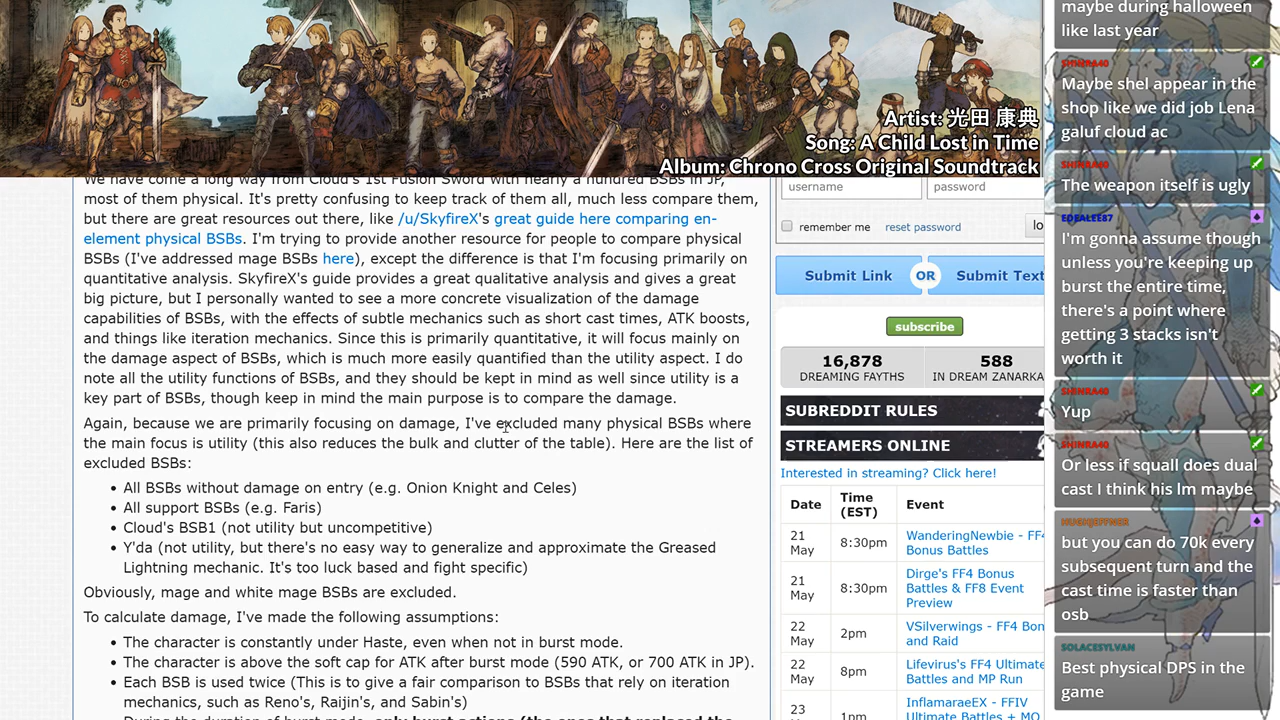 Artist: 光田 康典
Song: A Child Lost in Time
Album: Chrono Cross Original Soundtrack
We have come a long way from Cloud's 1st Fusion Sword with nearly a hundred BSBs in JP,
most of them physical. It's pretty confusing to keep track of them all, much less compare them,
but there are great resources out there, like /u/SkyfireX's great guide here comparing en-
element physical BSBs. I'm trying to provide another resource for people to compare physical
BSBs (I've addressed mage BSBs here), except the difference is that I'm focusing primarily on
quantitative analysis. SkyfireX's guide provides a great qualitative analysis and gives a great
big picture, but I personally wanted to see a more concrete visualization of the damage
capabilities of BSBs, with the effects of subtle mechanics such as short cast times, ATK boosts,
and things like iteration mechanics. Since this is primarily quantitative, it will focus mainly on
the damage aspect of BSBs, which is much more easily quantified than the utility aspect. I do
note all the utility functions of BSBs, and they should be kept in mind as well since utility is a
key part of BSBs, though keep in mind the main purpose is to compare the damage.
Again, because we are primarily focusing on damage, I've excluded many physical BSBs where
the main focus is utility (this also reduces the bulk and clutter of the table). Here are the list of
excluded BSBs:
• All BSBs without damage on entry (e.g. Onion Knight and Celes)
• All support BSBs (e.g. Faris)
• Cloud's BSB1 (not utility but uncompetitive)
• Y'da (not utility, but there's no easy way to generalize and approximate the Greased
Lightning mechanic. It's too luck based and fight specific)
Obviously, mage and white mage BSBs are excluded.
To calculate damage, I've made the following assumptions:
• The character is constantly under Haste, even when not in burst mode.
• The character is above the soft cap for ATK after burst mode (590 ATK, or 700 ATK in JP).
• Each BSB is used twice (This is to give a fair comparison to BSBs that rely on iteration
mechanics, such as Reno's, Raijin's, and Sabin's)
• During the duration of burst mode, only burst actions (the ones that replaced the
username
password
remember me
reset password
lo
Submit Link
OR
Submit Text
subscribe
16,878
DREAMING FAYTHS
588
IN DREAM ZANARKA
SUBREDDIT RULES
STREAMERS ONLINE
Interested in streaming? Click here!
Date
Time
(EST)
Event
21
May
8:30pm
WanderingNewbie - FF4
Bonus Battles
21
May
8:30pm
Dirge's FF4 Bonus
Battles & FF8 Event
Preview
22
May
2pm
VSilverwings - FF4 Bon
and Raid
22
May
8pm
Lifevirus's FF4 Ultimate
Battles and MP Run
23
1pm
InflamaraeEX - FFIV
Ultimate Battles + MO
maybe during halloween
like last year
SHINRA40
Maybe shel appear in the
shop like we did job Lena
galuf cloud ac
SHINRA40
The weapon itself is ugly
EDEALEE87
I'm gonna assume though
unless you're keeping up
burst the entire time,
there's a point where
getting 3 stacks isn't
worth it
SHINRA40
Yup
SHINRA40
Or less if squall does dual
cast I think his lm maybe
but you can do 70k every
subsequent turn and the
cast time is faster than
osb
SOLACESYLVAN
Best physical DPS in the
game